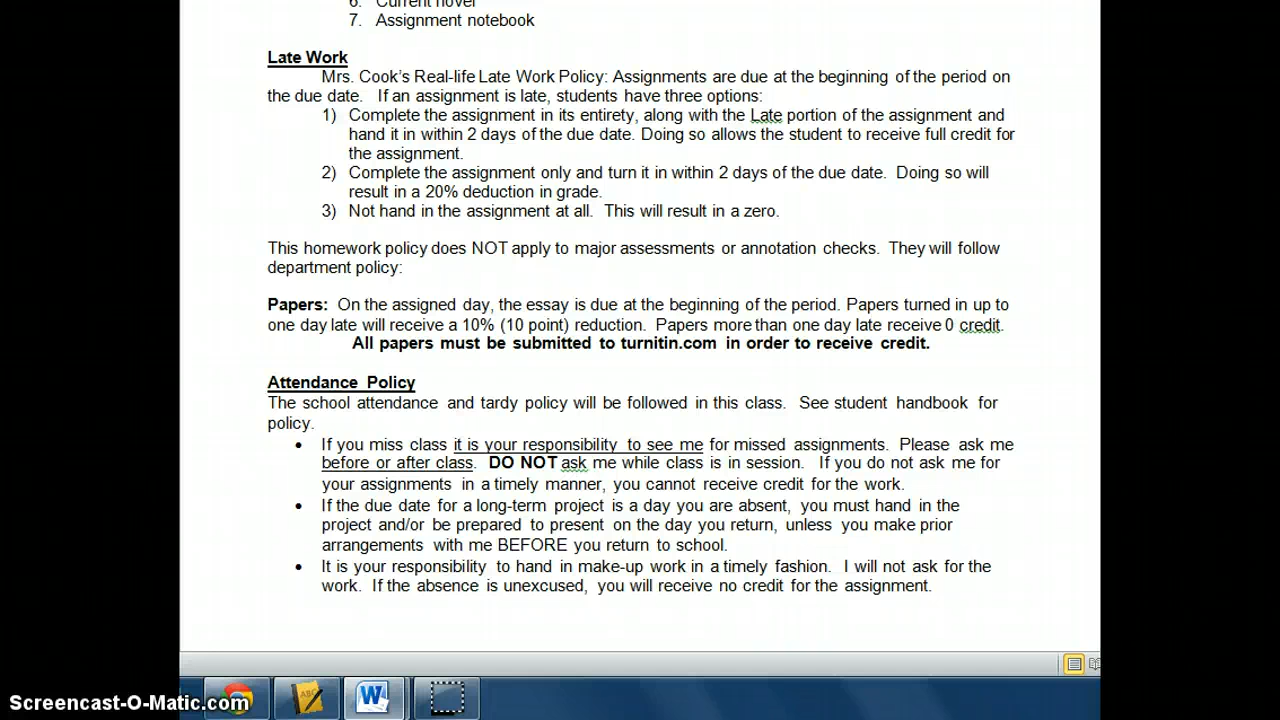 6. Current novel
7. Assignment notebook
Late Work
Mrs. Cook's Real-life Late Work Policy: Assignments are due at the beginning of the period on
the due date. If an assignment is late, students have three options:
1) Complete the assignment in its entirety, along with the Late portion of the assignment and
hand it in within 2 days of the due date. Doing so allows the student to receive full credit for
the assignment.
2) Complete the assignment only and turn it in within 2 days of the due date. Doing so will
result in a 20% deduction in grade.
3) Not hand in the assignment at all. This will result in a zero.
This homework policy does NOT apply to major assessments or annotation checks. They will follow
department policy:
Papers: On the assigned day, the essay is due at the beginning of the period. Papers turned in up to
one day late will receive a 10% (10 point) reduction. Papers more than one day late receive 0 credit.
All papers must be submitted to turnitin.com in order to receive credit.
Attendance Policy
The school attendance and tardy policy will be followed in this class. See student handbook for
policy.
• If you miss class it is your responsibility to see me for missed assignments. Please ask me
before or after class. DO NOT ask me while class is in session. If you do not ask me for
your assignments in a timely manner, you cannot receive credit for the work.
• If the due date for a long-term project is a day you are absent, you must hand in the
project and/or be prepared to present on the day you return, unless you make prior
arrangements with me BEFORE you return to school.
• It is your responsibility to hand in make-up work in a timely fashion. I will not ask for the
work. If the absence is unexcused, you will receive no credit for the assignment.
ABC
W
Screencast-O-Matic.com